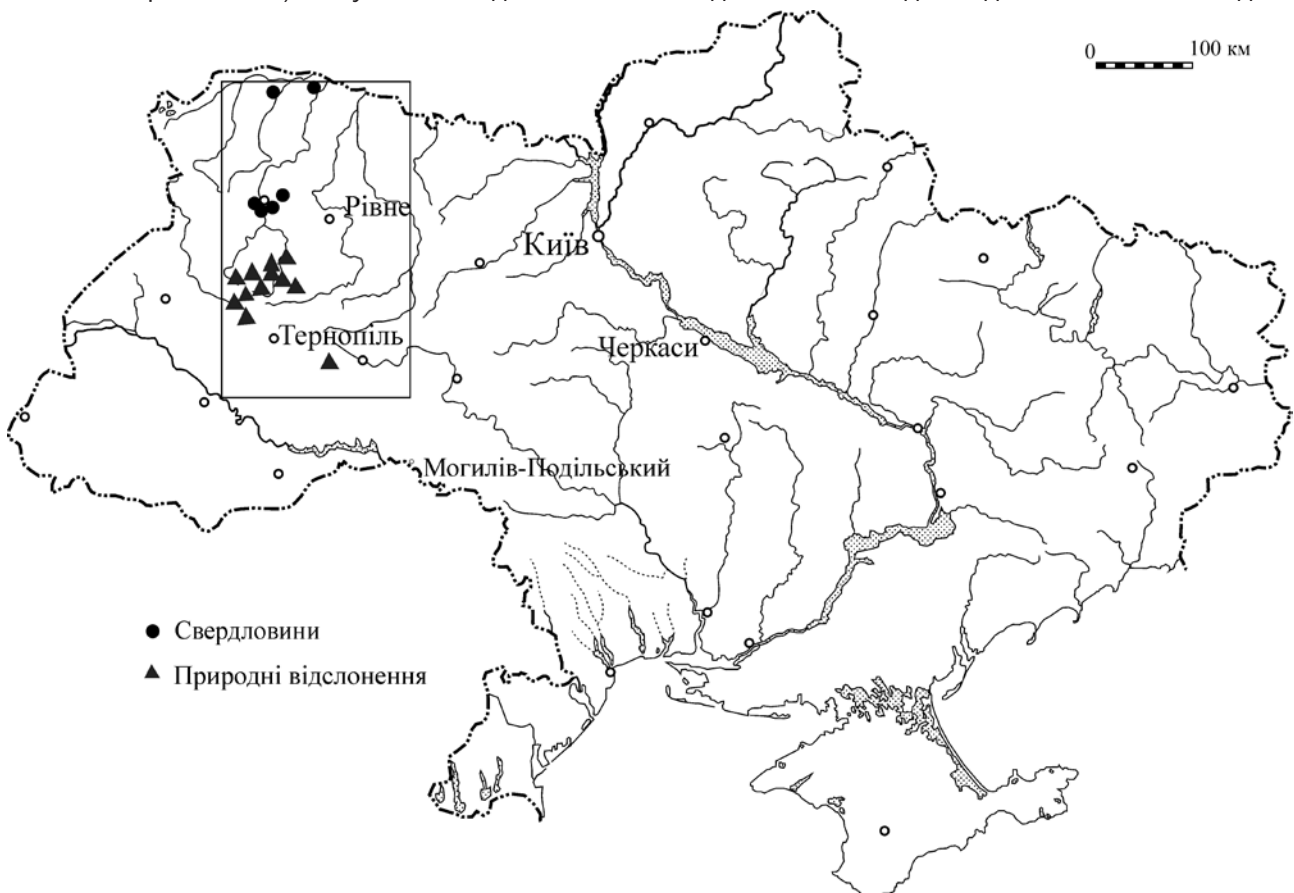 0 100 км
Рівне
Київ
Тернопіль
Черкаси
Могилів-Подільський
Свердловини
Природні відслонення